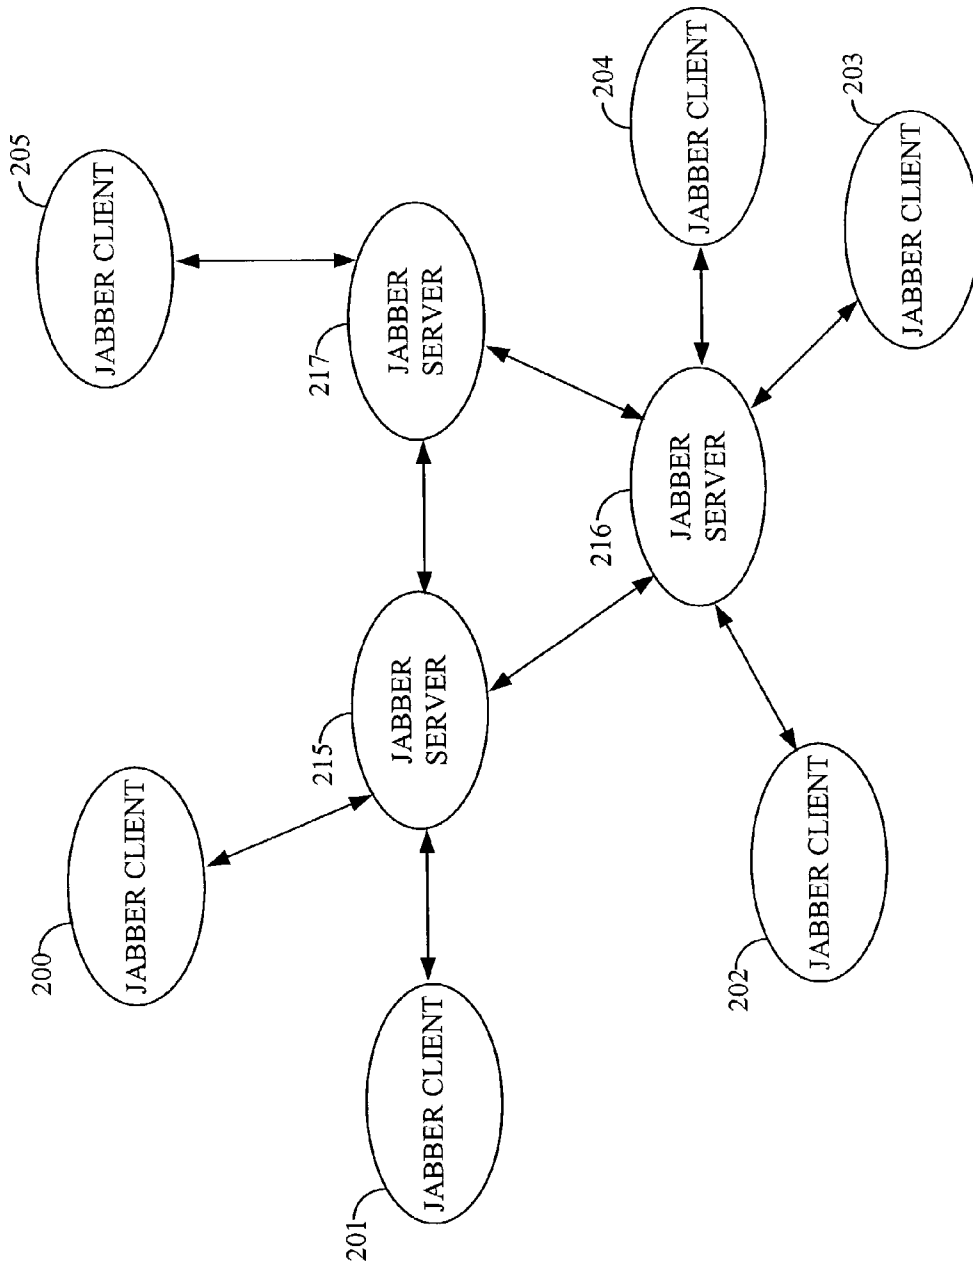 200
JABBER CLIENT
205
JABBER CLIENT
201
JABBER CLIENT
215
JABBER
SERVER
217
JABBER
SERVER
216
JABBER
SERVER
204
JABBER CLIENT
202
JABBER CLIENT
203
JABBER CLIENT